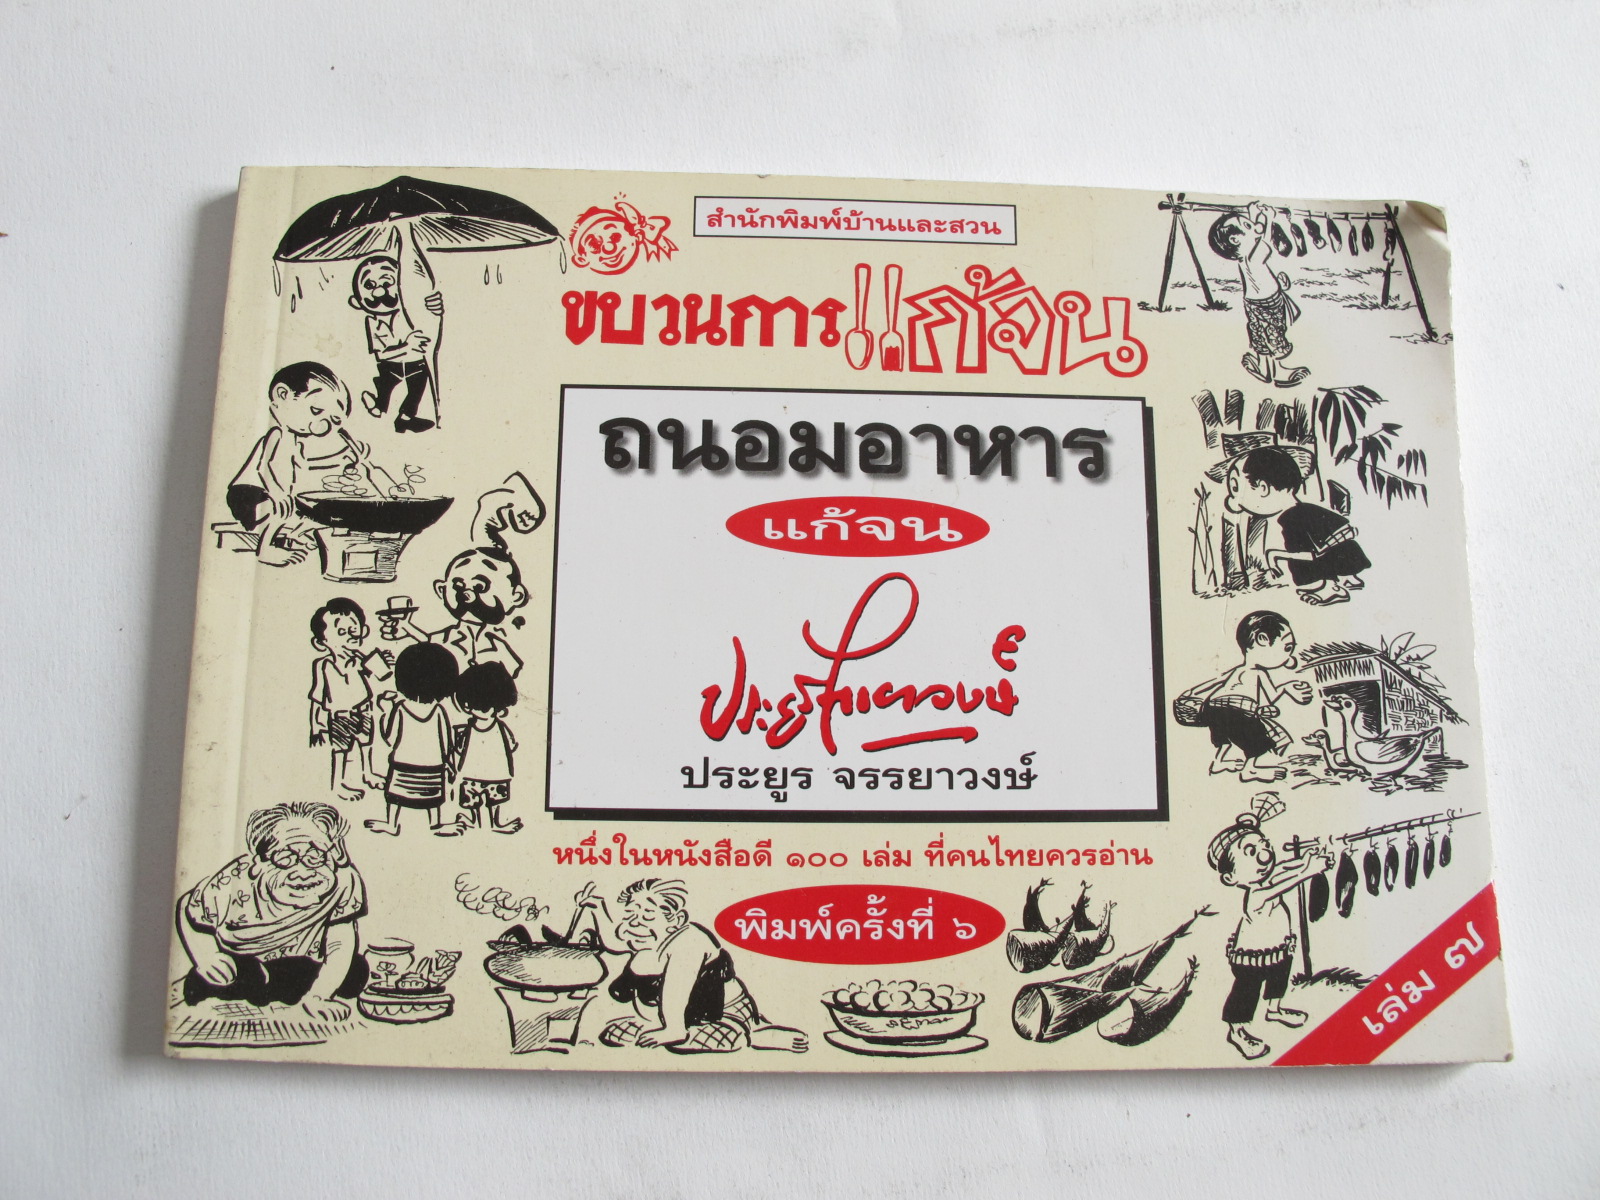 สำนักพิมพ์บ้านและสวน
ขบวนการแก้จน
ถนอมอาหาร
แก้จน
ประยูร จรรยาวงษ์
ประยูร จรรยาวงษ์
หนึ่งในหนังสือดี ๑๐๐ เล่ม ที่คนไทยควรอ่าน
พิมพ์ครั้งที่ ๖
เล่ม ๗